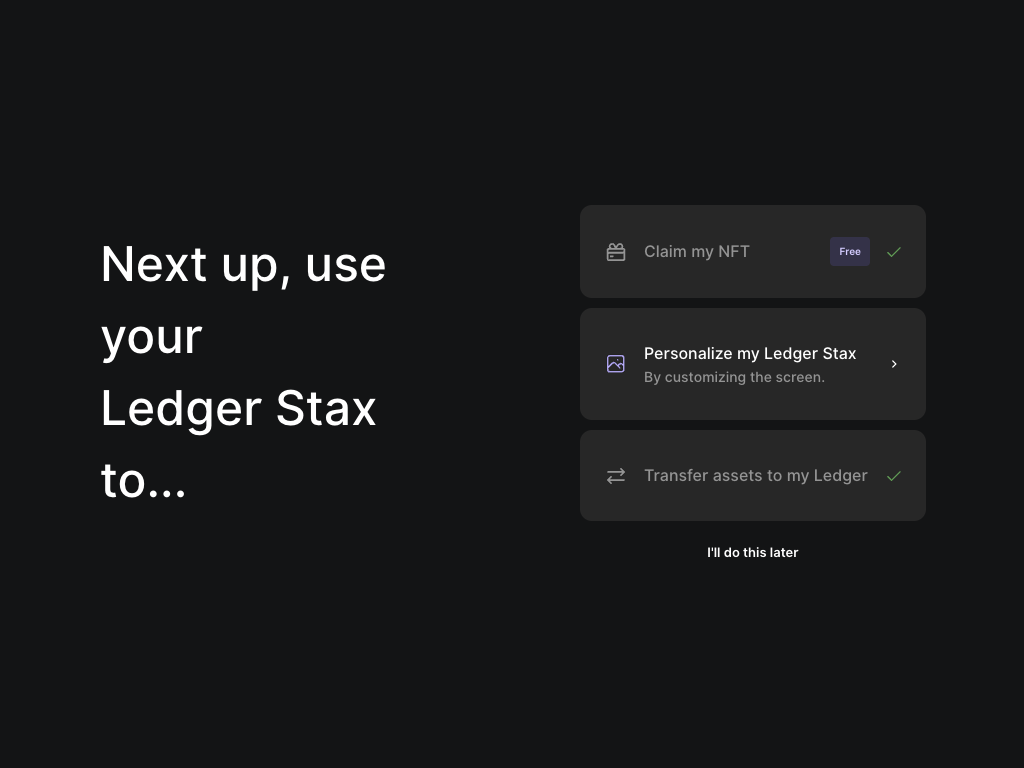 Next up, use
your
Ledger Stax
to...
Claim my NFT
Free
Personalize my Ledger Stax
By customizing the screen.
Transfer assets to my Ledger
I'll do this later